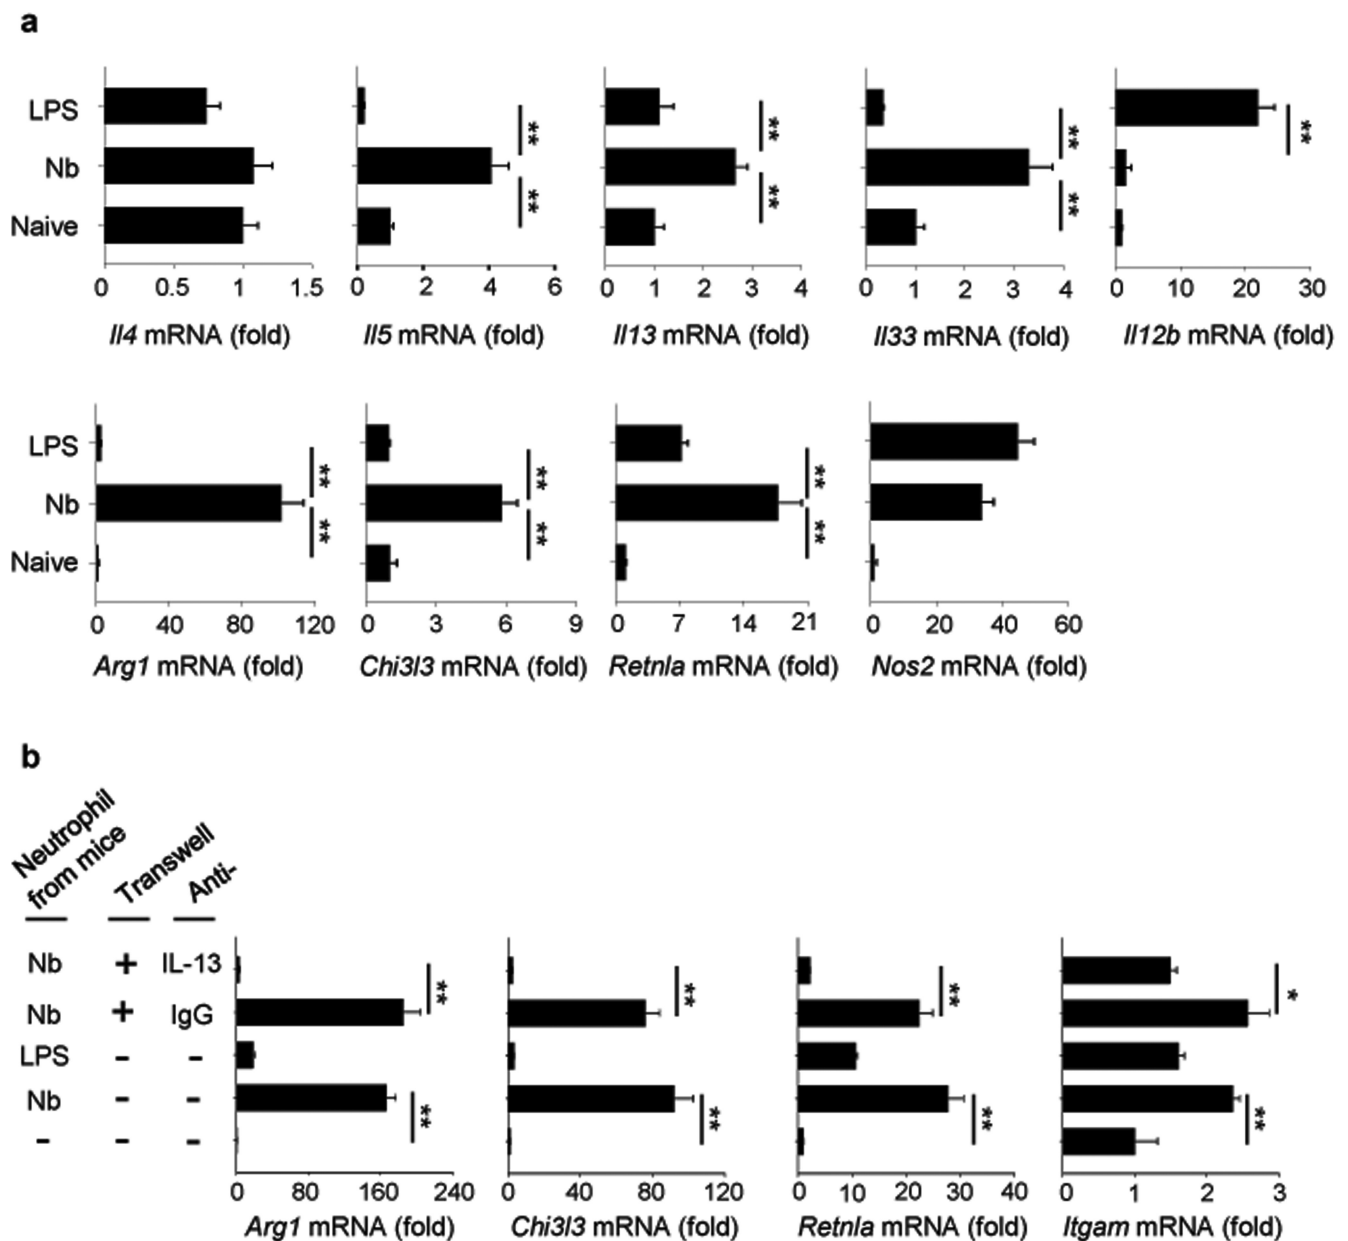 a
LPS
Nb
Naive
0 0.5 1 1.5
0 2 4 6
0 1 2 3 4
0 1 2 3 4
0 10 20 30
** ** ** ** ** ** **
Il4 mRNA (fold)
Il5 mRNA (fold)
Il13 mRNA (fold)
Il33 mRNA (fold)
Il12b mRNA (fold)
LPS
Nb
Naive
** ** ** ** ** **
0 40 80 120
0 3 6 9
0 7 14 21
0 20 40 60
Arg1 mRNA (fold)
Chi3l3 mRNA (fold)
Retnla mRNA (fold)
Nos2 mRNA (fold)
b
Neutrophil
from mice
Transwell
Anti-
Nb + IL-13
Nb + IgG
LPS - -
Nb - -
- - -
** ** ** *
** ** ** **
0 80 160 240
0 40 80 120
0 10 20 30 40
0 1 2 3
Arg1 mRNA (fold)
Chi3l3 mRNA (fold)
Retnla mRNA (fold)
Itgam mRNA (fold)